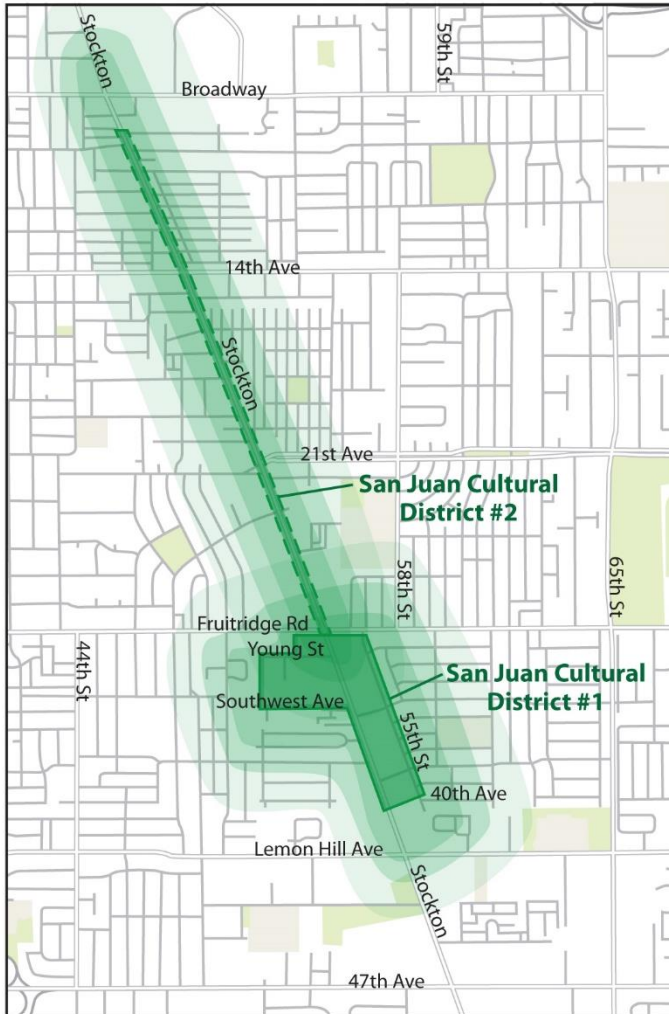 Stockton
59th St
Broadway
14th Ave
Stockton
21st Ave
San Juan Cultural
District #2
58th St
65th St
Fruitridge Rd
Young St
44th St
San Juan Cultural
District #1
Southwest Ave
55th St
40th Ave
Lemon Hill Ave
Stockton
47th Ave